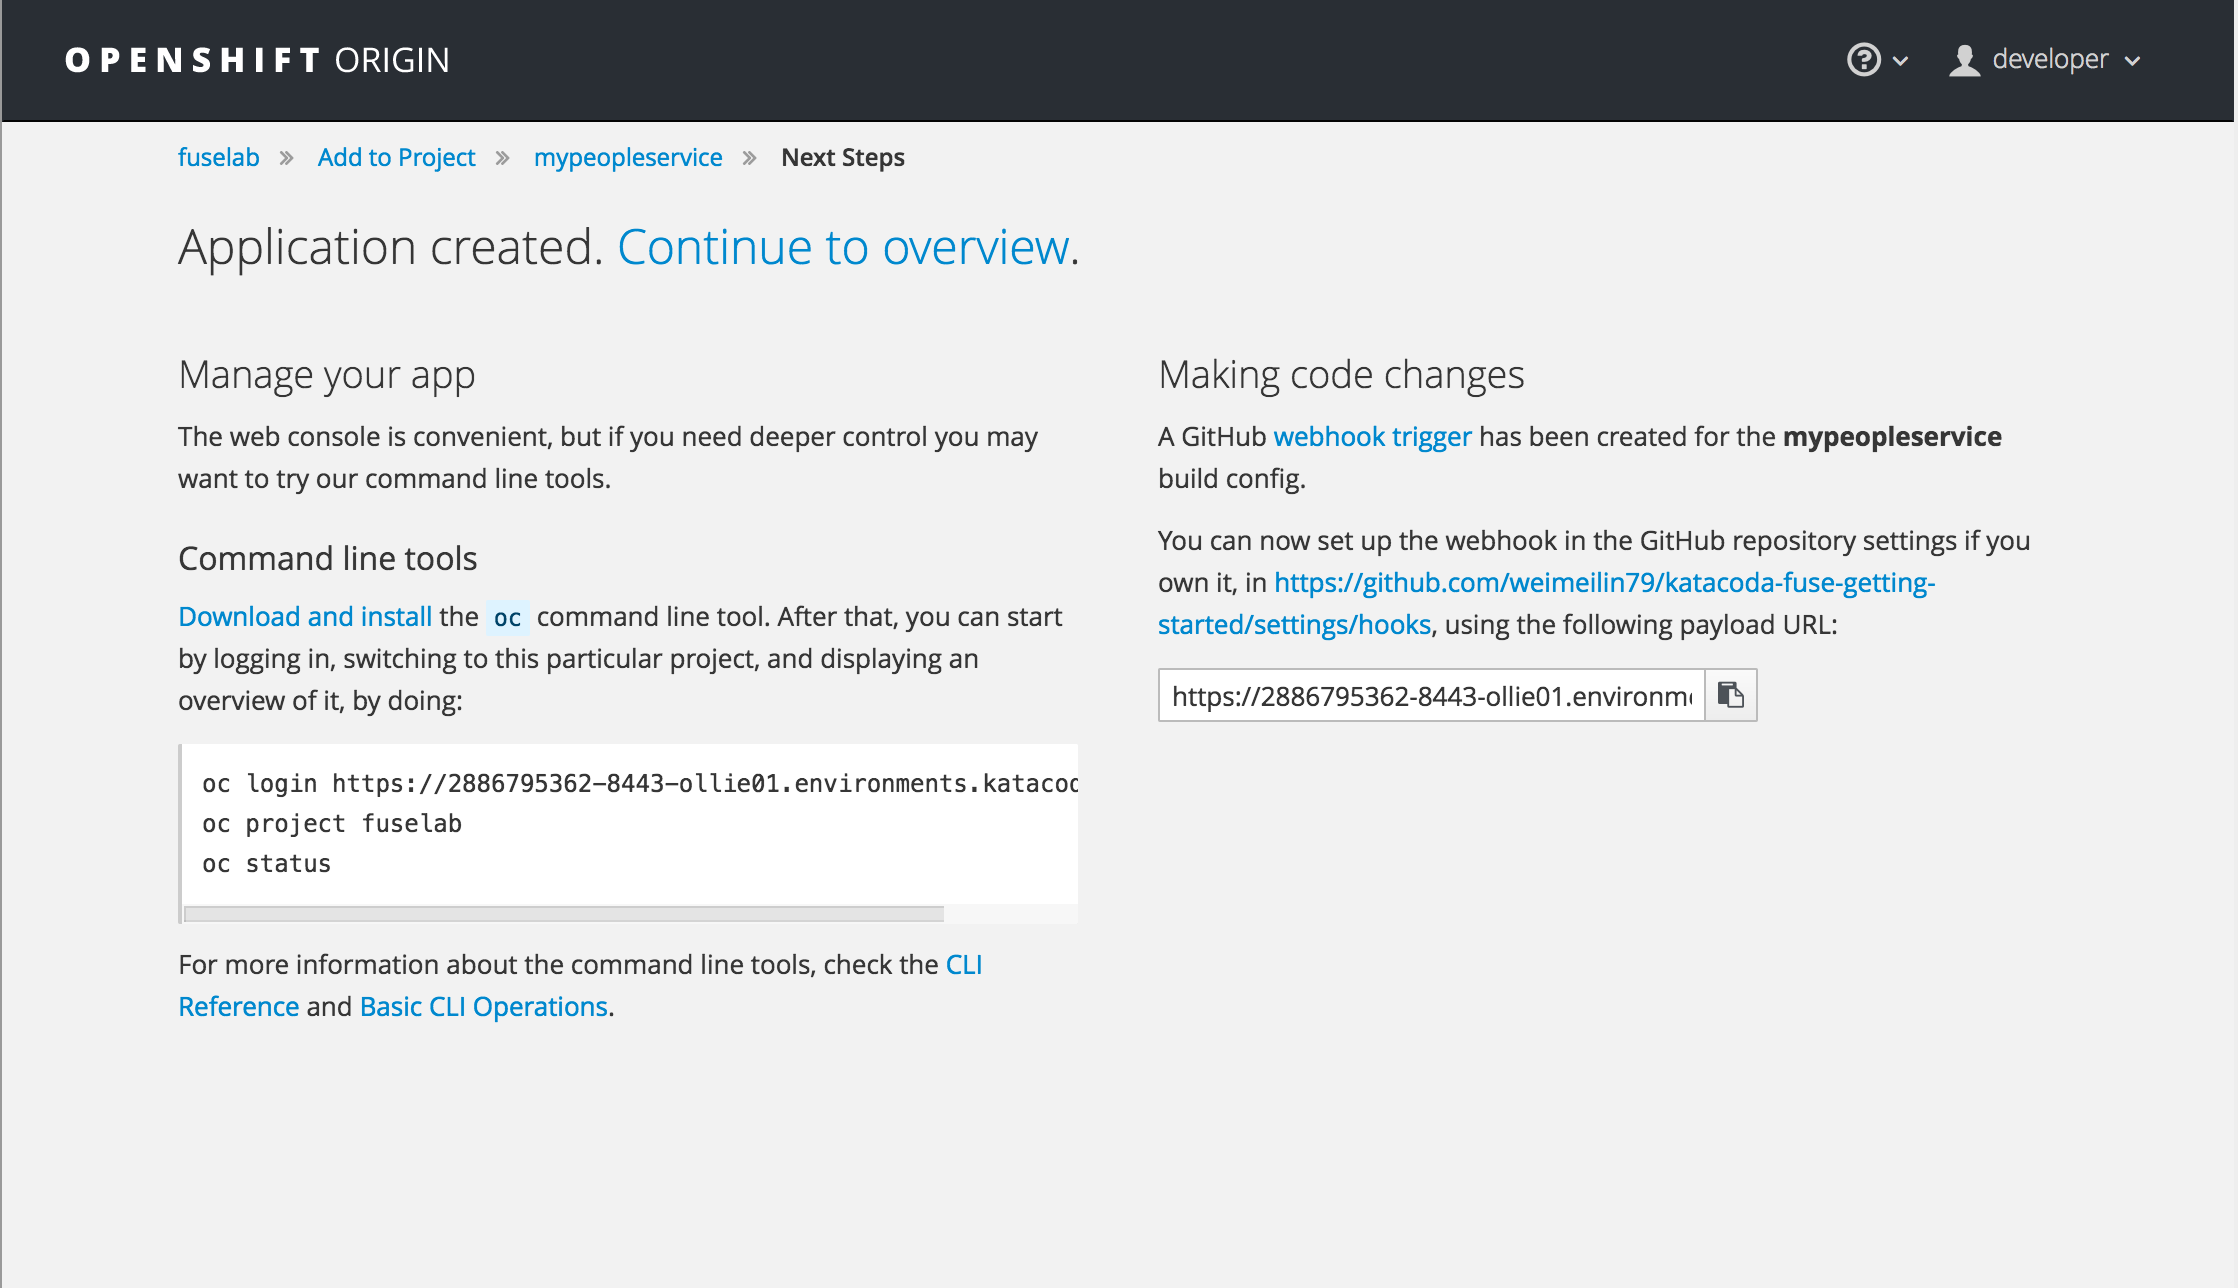 OPENSHIFT ORIGIN
developer
fuselab » Add to Project » mypeopleservice » Next Steps
Application created. Continue to overview.
Manage your app
The web console is convenient, but if you need deeper control you may
want to try our command line tools.
Command line tools
Download and install the oc command line tool. After that, you can start
by logging in, switching to this particular project, and displaying an
overview of it, by doing:
oc login https://2886795362-8443-ollie01.environments.katacod
oc project fuselab
oc status
For more information about the command line tools, check the CLI
Reference and Basic CLI Operations.
Making code changes
A GitHub webhook trigger has been created for the mypeopleservice
build config.
You can now set up the webhook in the GitHub repository settings if you
own it, in https://github.com/weimeilin79/katacoda-fuse-getting-
started/settings/hooks, using the following payload URL:
https://2886795362-8443-ollie01.environm